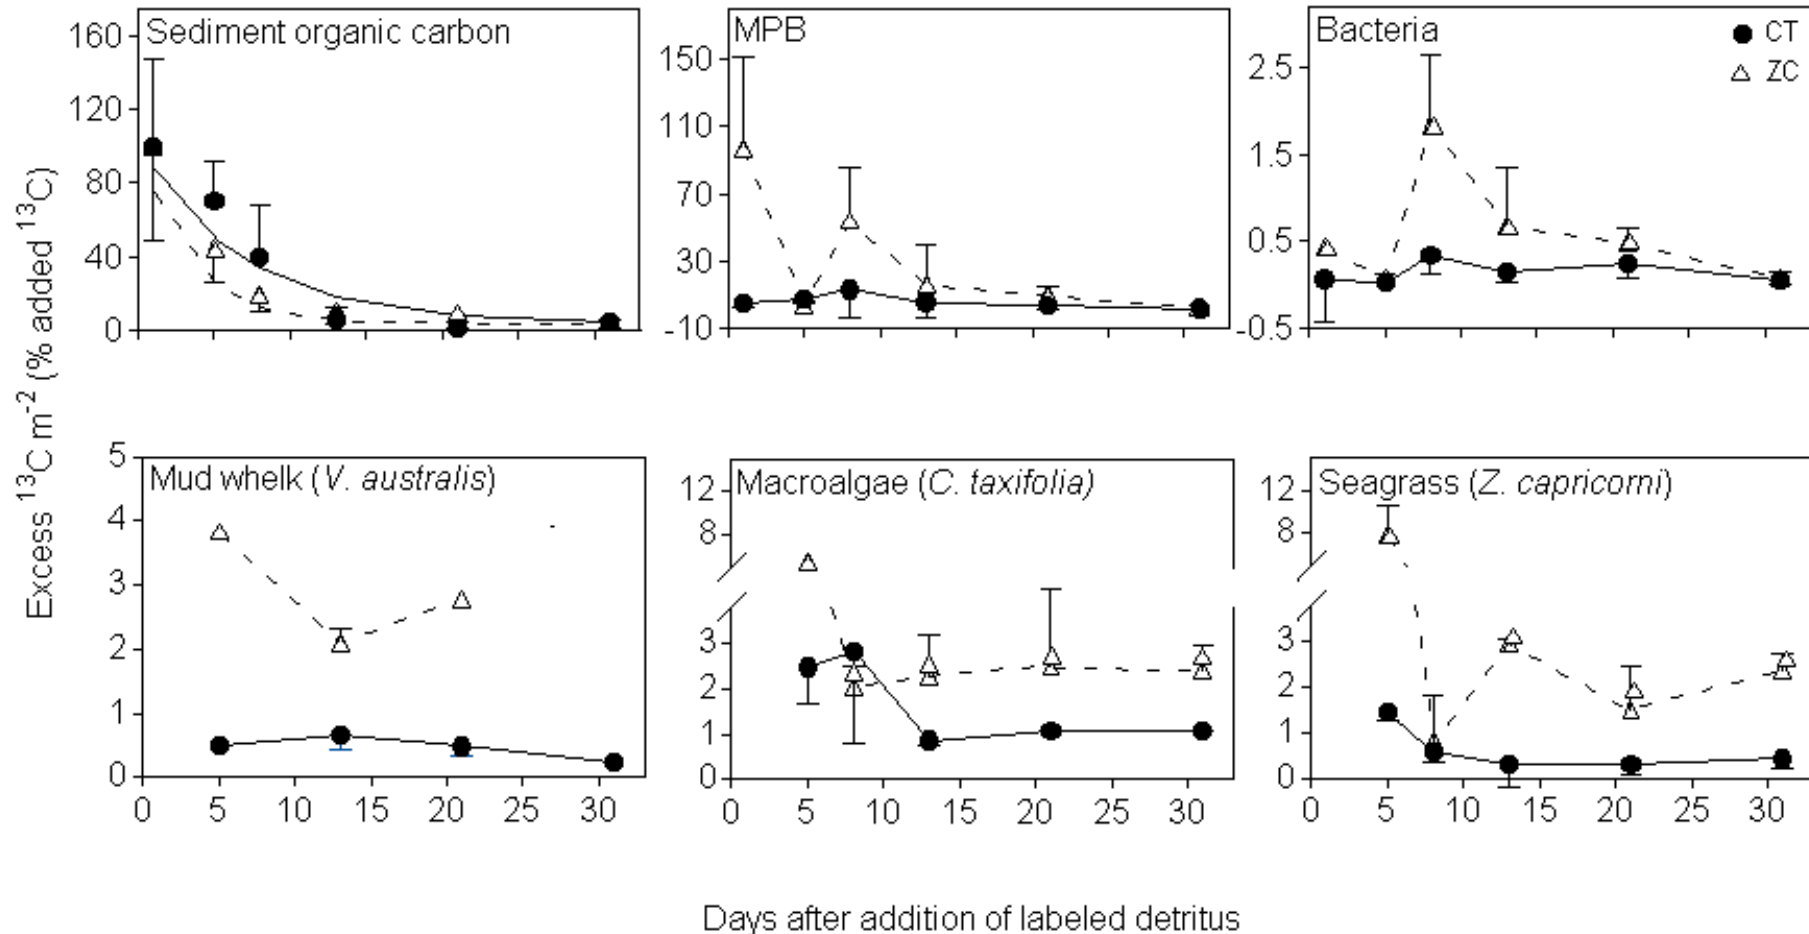 Sediment organic carbon
160
120
80
40
0
MPB
150
110
70
30
-10
Bacteria
CT
ZC
2.5
1.5
0.5
-0.5
Excess ¹³C m⁻² (% added ¹³C)
Mud whelk (V. australis)
5
4
3
2
1
0
0 5 10 15 20 25 30
Macroalgae (C. taxifolia)
12
8
3
2
1
0
0 5 10 15 20 25 30
Seagrass (Z. capricorni)
12
8
3
2
1
0
0 5 10 15 20 25 30
Days after addition of labeled detritus